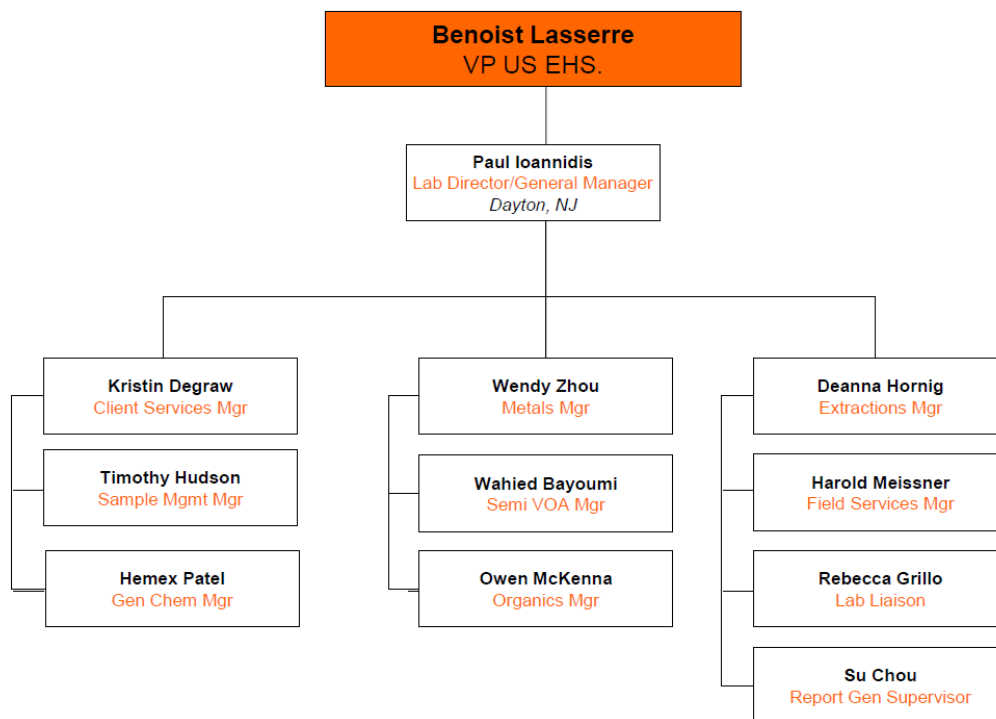 Benoist Lasserre
VP US EHS.
Paul Ioannidis
Lab Director/General Manager
Dayton, NJ
Kristin Degraw
Client Services Mgr
Timothy Hudson
Sample Mgmt Mgr
Hemex Patel
Gen Chem Mgr
Wendy Zhou
Metals Mgr
Wahied Bayoumi
Semi VOA Mgr
Owen McKenna
Organics Mgr
Deanna Hornig
Extractions Mgr
Harold Meissner
Field Services Mgr
Rebecca Grillo
Lab Liaison
Su Chou
Report Gen Supervisor